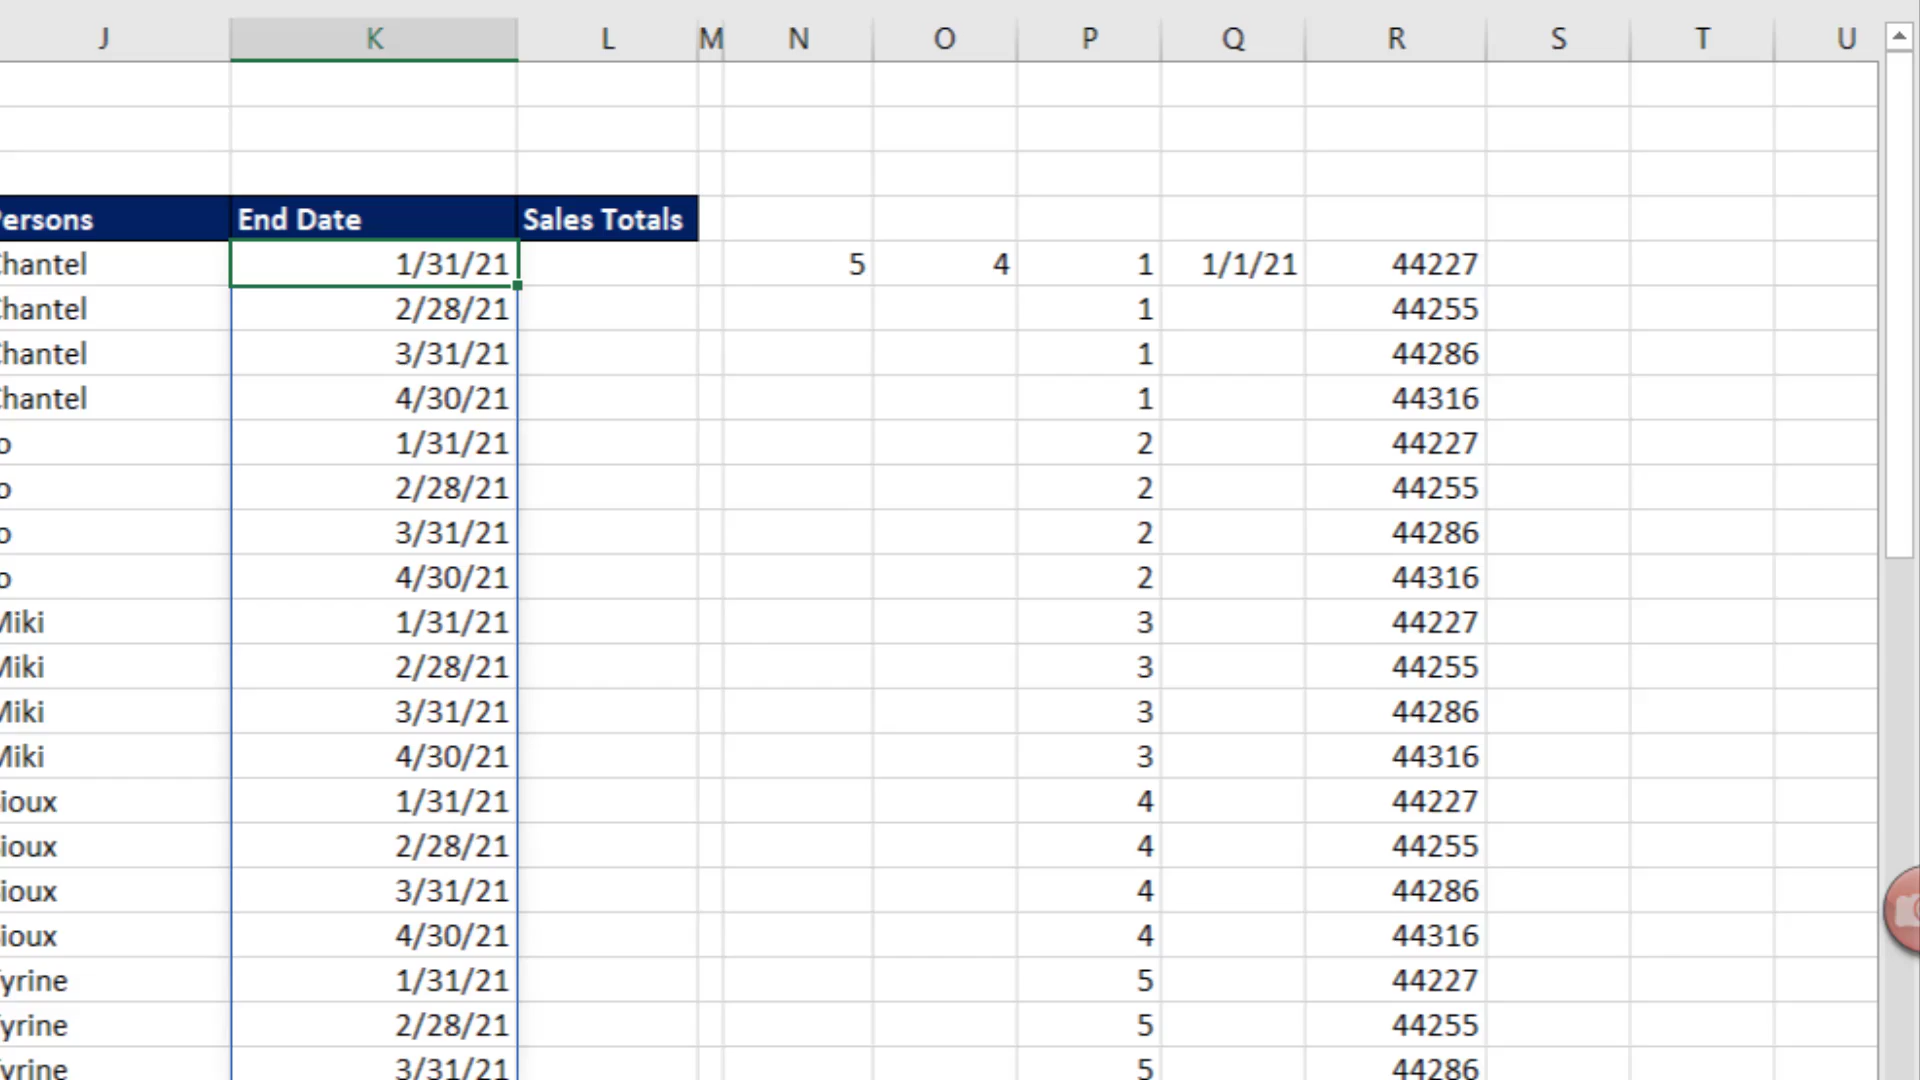 J K L M N O P Q R S T U
ersons End Date Sales Totals
hantel 1/31/21 5 4 1 1/1/21 44227
hantel 2/28/21 1 44255
hantel 3/31/21 1 44286
hantel 4/30/21 1 44316
o 1/31/21 2 44227
o 2/28/21 2 44255
o 3/31/21 2 44286
o 4/30/21 2 44316
Miki 1/31/21 3 44227
Miki 2/28/21 3 44255
Miki 3/31/21 3 44286
Miki 4/30/21 3 44316
ioux 1/31/21 4 44227
ioux 2/28/21 4 44255
ioux 3/31/21 4 44286
ioux 4/30/21 4 44316
yrine 1/31/21 5 44227
yrine 2/28/21 5 44255
yrine 3/31/21 5 44286